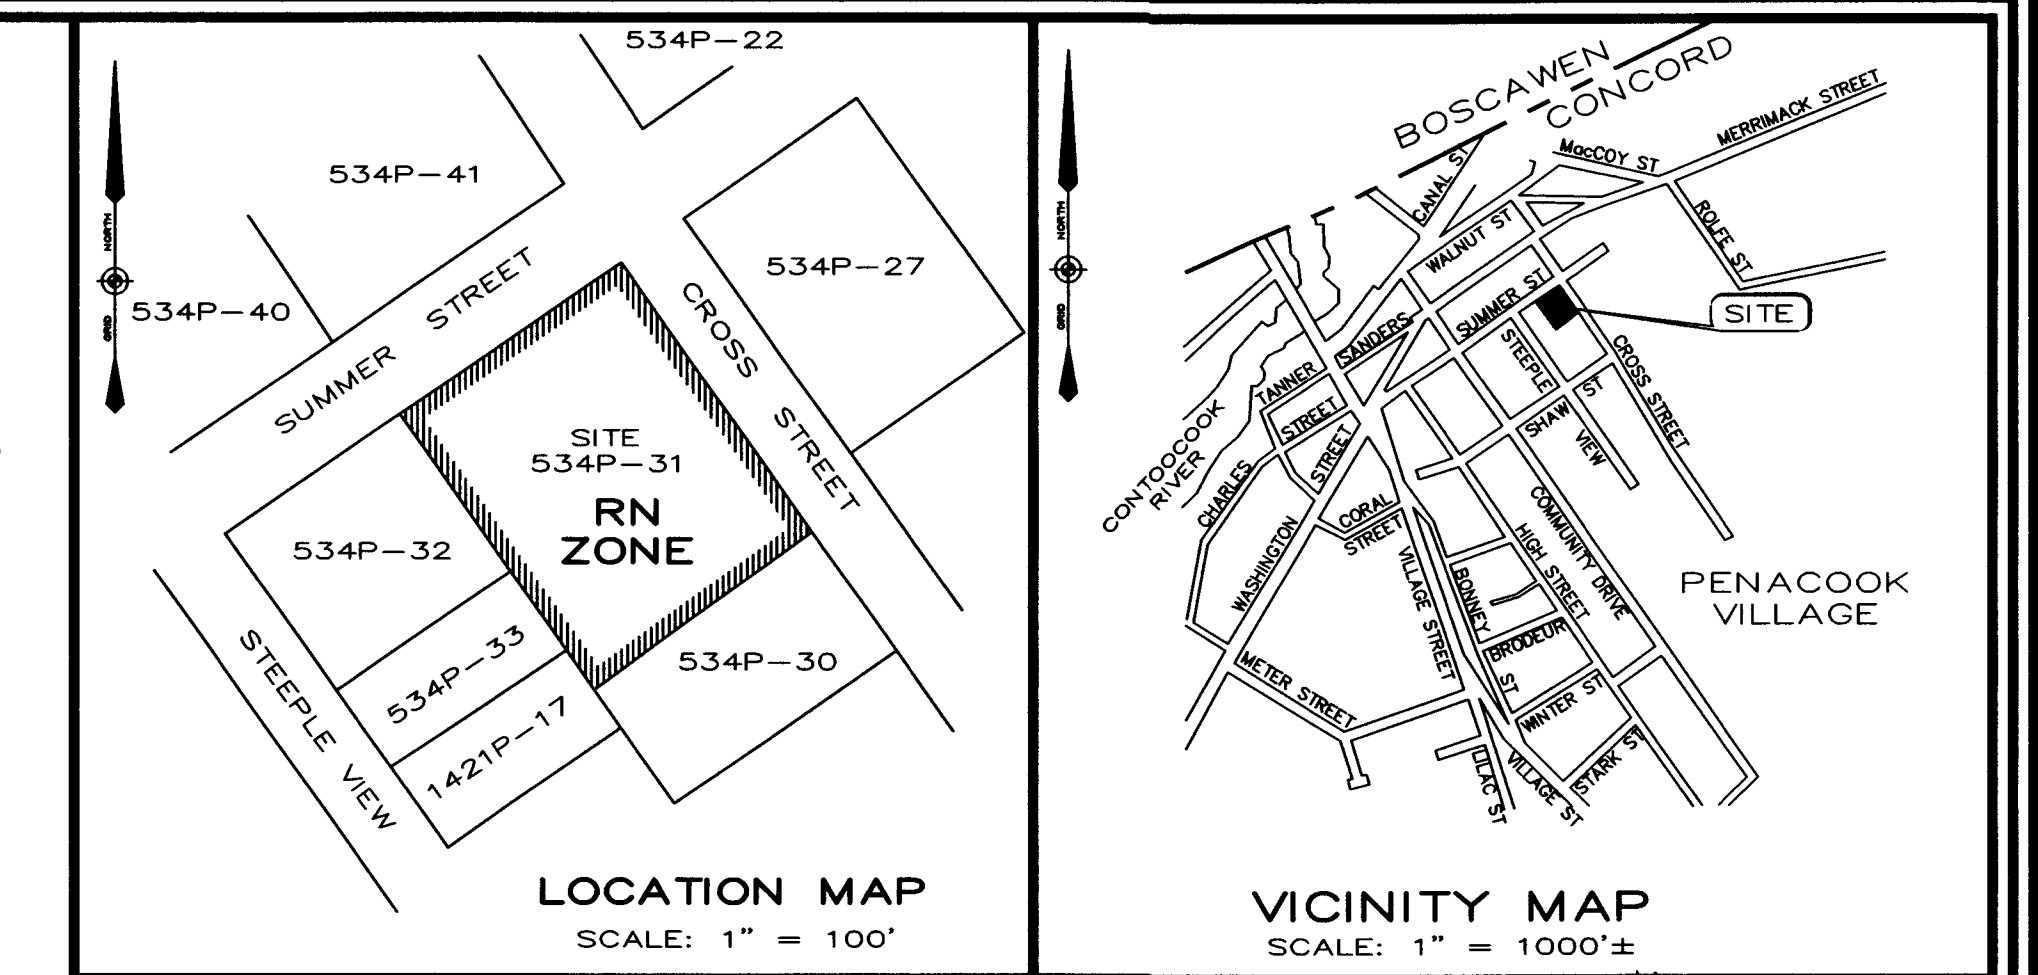 534P-22
534P-41
534P-27
534P-40
NORTH
GRID
SUMMER STREET
CROSS STREET
SITE
534P-31
RN
ZONE
534P-32
534P-33
1421P-17
534P-30
STEEPLE VIEW
LOCATION MAP
SCALE: 1" = 100'
NORTH
GRID
BOSCAWEN
CONCORD
MERRIMACK STREET
MacCOY ST
CANAL ST
WALNUT ST
ROLFE ST
SUMMER ST
SITE
SANDERS
TANNER
STREET
STEEPLE
VIEW
CROSS STREET
SHAW ST
CONTOOCOOK
RIVER
CHARLES
STREET
WASHINGTON
CORAL
STREET
VILLAGE STREET
BONNEY
ST
HIGH STREET
COMMUNITY DRIVE
BRODEUR
PENACOOK
VILLAGE
METER STREET
WINTER ST
STARK ST
LILAC ST
VILLAGE ST
VICINITY MAP
SCALE: 1" = 1000'±